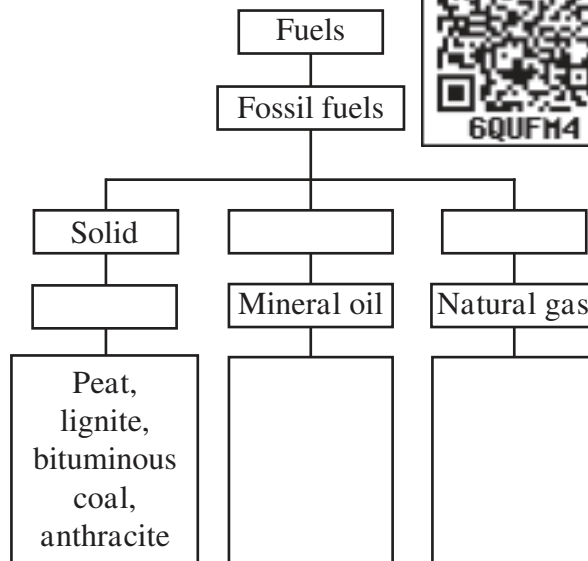 Fuels
Fossil fuels
6QUFM4
Solid
Mineral oil
Natural gas
Peat,
lignite,
bituminous
coal,
anthracite